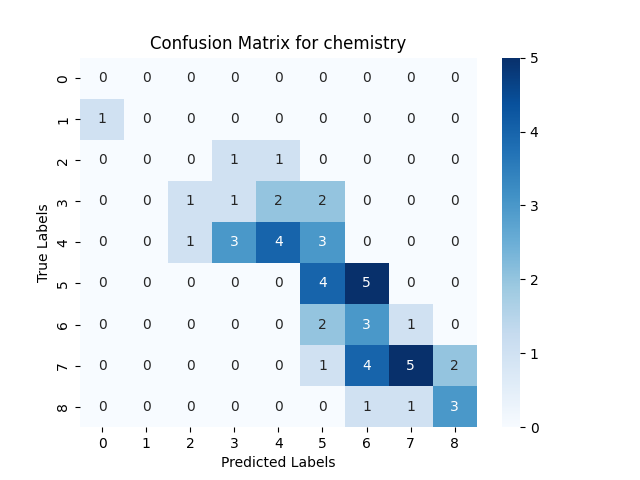 Confusion Matrix for chemistry
0 0 0 0 0 0 0 0 0 0
1 1 0 0 0 0 0 0 0 0
2 0 0 0 1 1 0 0 0 0
3 0 0 1 1 2 2 0 0 0
4 0 0 1 3 4 3 0 0 0
5 0 0 0 0 0 4 5 0 0
6 0 0 0 0 0 2 3 1 0
7 0 0 0 0 0 1 4 5 2
8 0 0 0 0 0 0 1 1 3
0 1 2 3 4 5 6 7 8
True Labels
Predicted Labels
5
4
3
2
1
0